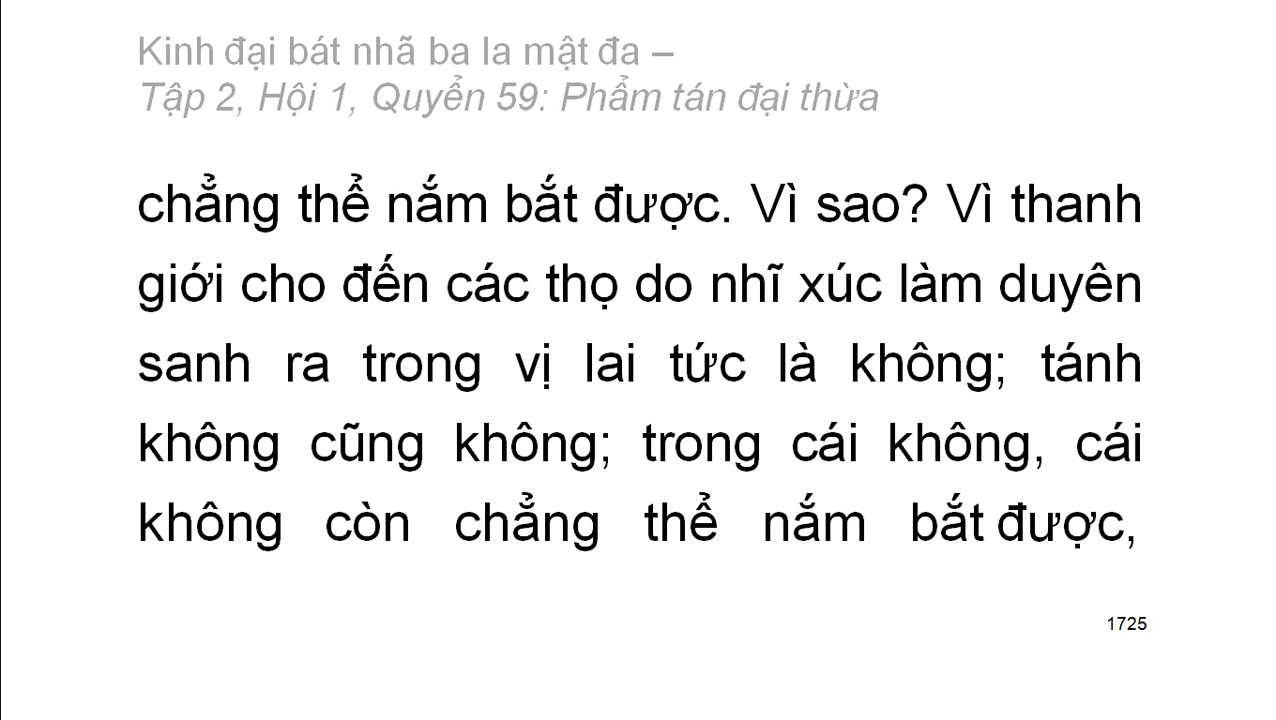 Kinh đại bát nhã ba la mật đa –
Tập 2, Hội 1, Quyển 59: Phẩm tán đại thừa
chẳng thể nắm bắt được. Vì sao? Vì thanh
giới cho đến các thọ do nhĩ xúc làm duyên
sanh ra trong vị lai tức là không; tánh
không cũng không; trong cái không, cái
không còn chẳng thể nắm bắt được,
1725